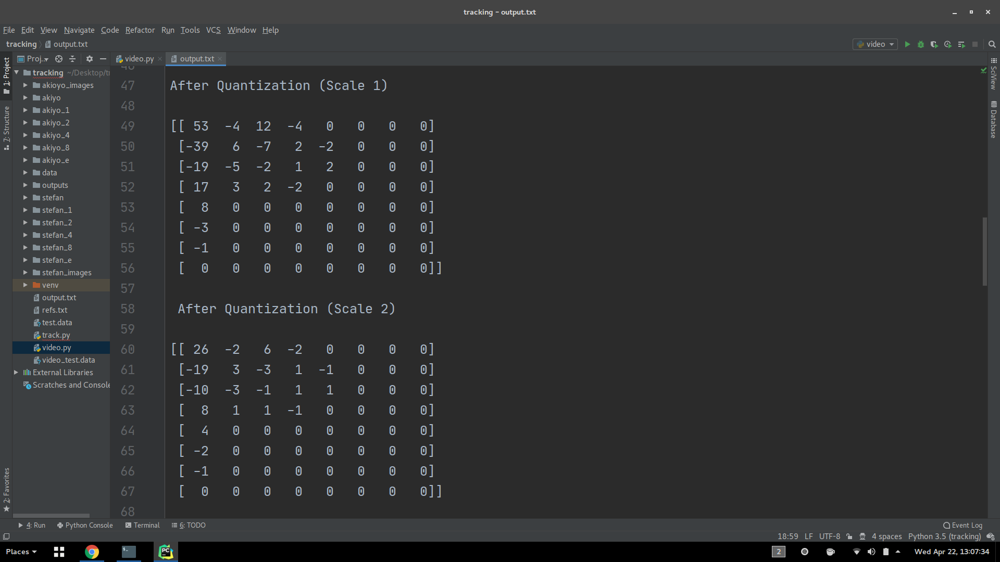 tracking – output.txt
File Edit View Navigate Code Refactor Run Tools VCS Window Help
tracking output.txt video
Proj.. video.py output.txt
1: Project
7: Structure
2: Favorites
SciView
Database
tracking ~/Desktop/tr
akioyo_images
akiyo
akiyo_1
akiyo_2
akiyo_4
akiyo_8
akiyo_e
data
outputs
stefan
stefan_1
stefan_2
stefan_4
stefan_8
stefan_e
stefan_images
venv
output.txt
refs.txt
test.data
track.py
video.py
video_test.data
External Libraries
Scratches and Console
46
47 After Quantization (Scale 1)
48
49 [[ 53 -4 12 -4 0 0 0 0]
50 [-39 6 -7 2 -2 0 0 0]
51 [-19 -5 -2 1 2 0 0 0]
52 [ 17 3 2 -2 0 0 0 0]
53 [ 8 0 0 0 0 0 0 0]
54 [ -3 0 0 0 0 0 0 0]
55 [ -1 0 0 0 0 0 0 0]
56 [ 0 0 0 0 0 0 0 0]]
57
58 After Quantization (Scale 2)
59
60 [[ 26 -2 6 -2 0 0 0 0]
61 [-19 3 -3 1 -1 0 0 0]
62 [-10 -3 -1 1 1 0 0 0]
63 [ 8 1 1 -1 0 0 0 0]
64 [ 4 0 0 0 0 0 0 0]
65 [ -2 0 0 0 0 0 0 0]
66 [ -1 0 0 0 0 0 0 0]
67 [ 0 0 0 0 0 0 0 0]]
68
4: Run Python Console Terminal 6: TODO Event Log
18:59 LF UTF-8 4 spaces Python 3.5 (tracking)
Places PC 2 Wed Apr 22, 13:07:34